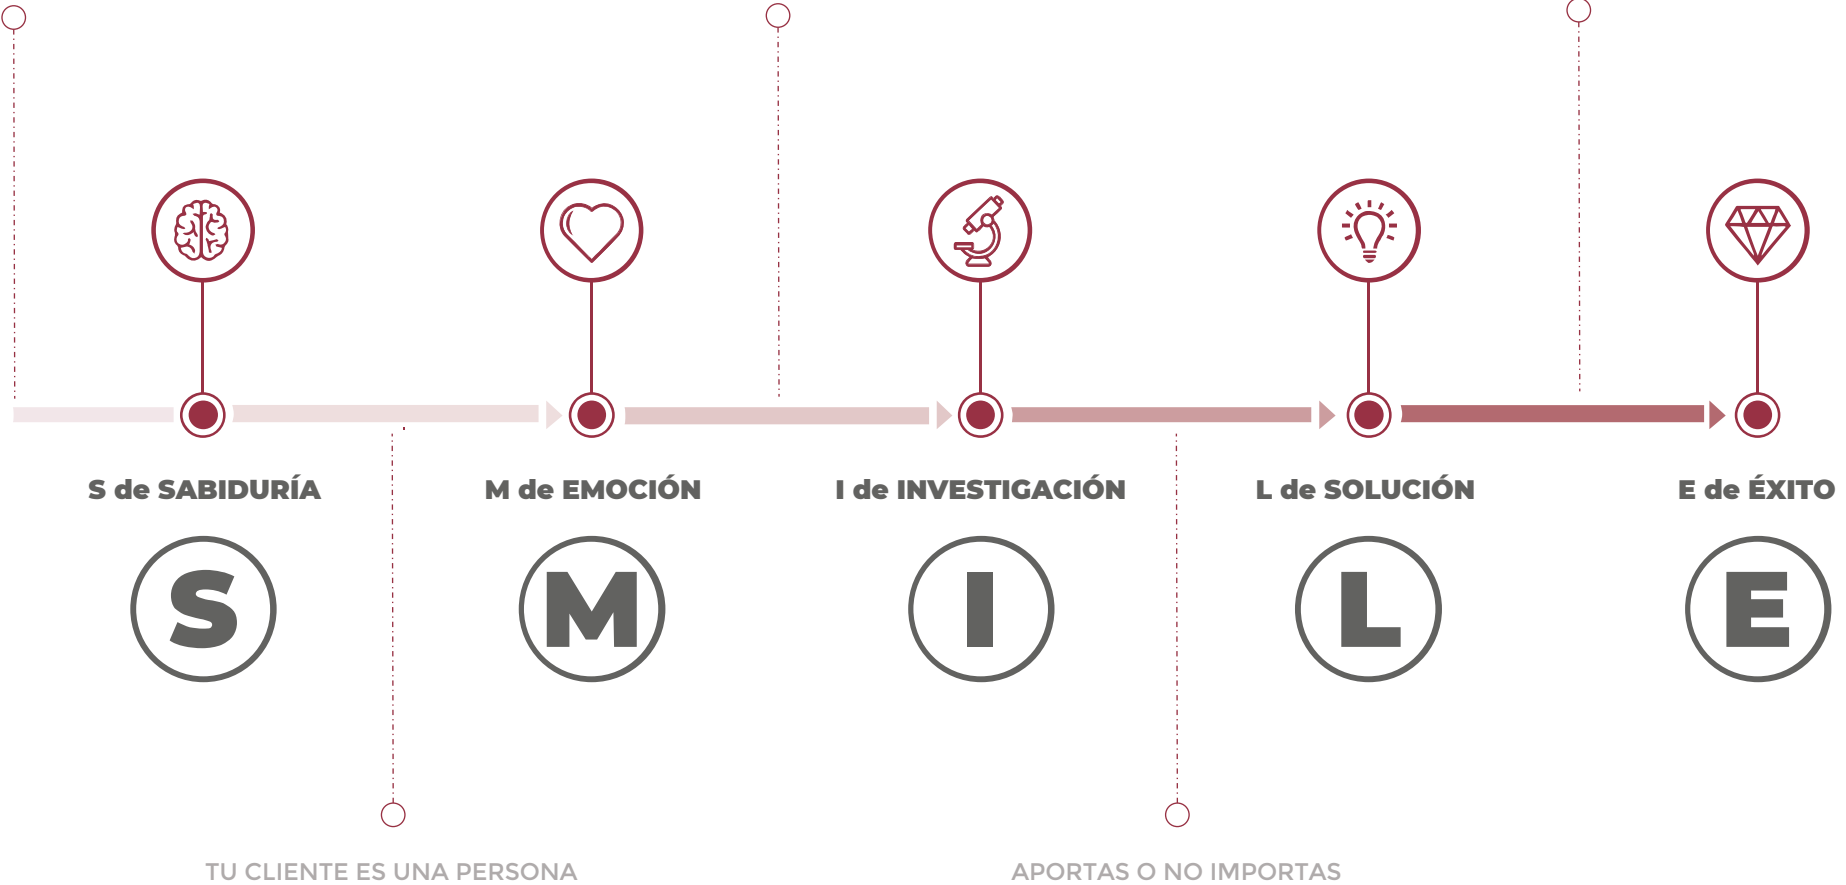 S de SABIDURÍA
M de EMOCIÓN
I de INVESTIGACIÓN
L de SOLUCIÓN
E de ÉXITO
S
M
I
L
E
TU CLIENTE ES UNA PERSONA
APORTAS O NO IMPORTAS